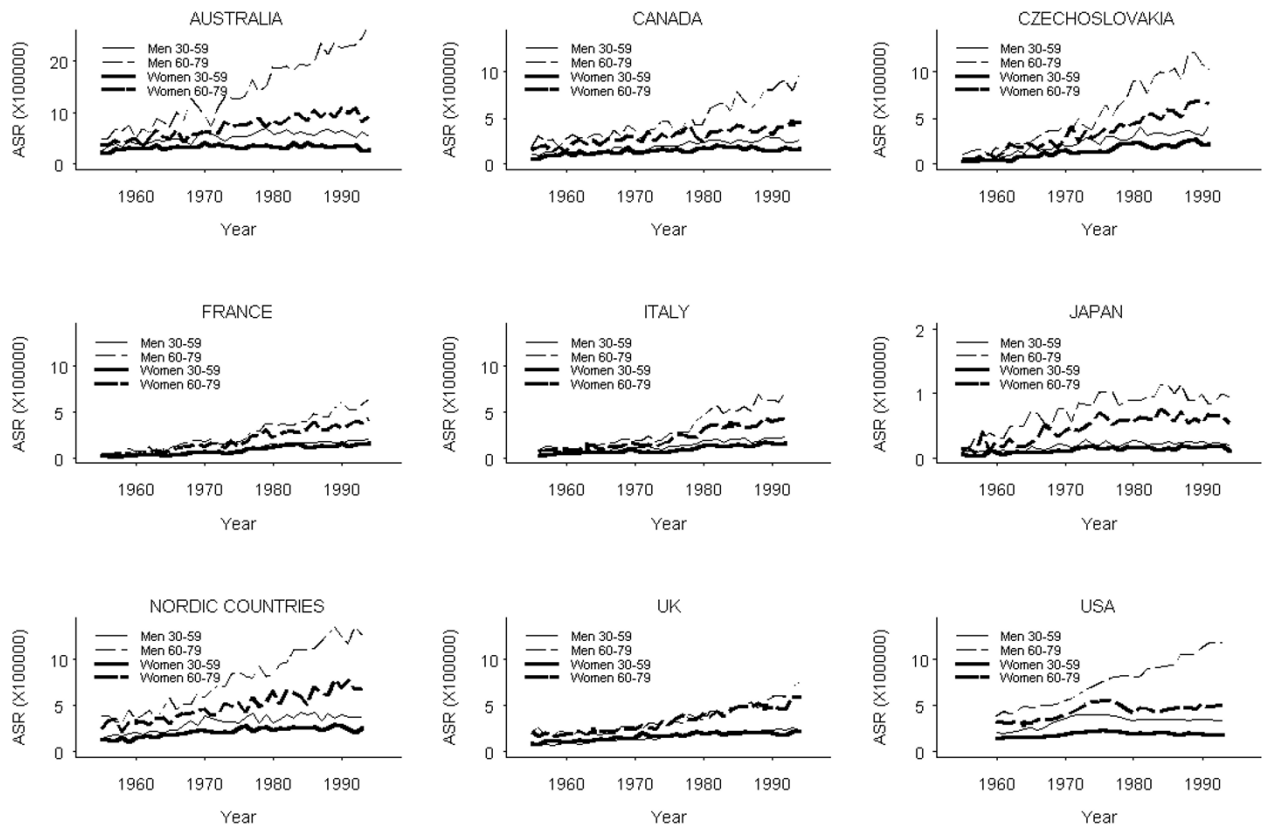 AUSTRALIA
ASR (X100000)
20
10
0
Men 30-59
Men 60-79
Women 30-59
Women 60-79
1960 1970 1980 1990
Year
CANADA
ASR (X100000)
10
5
0
Men 30-59
Men 60-79
Women 30-59
Women 60-79
1960 1970 1980 1990
Year
CZECHOSLOVAKIA
ASR (X100000)
10
5
0
Men 30-59
Men 60-79
Women 30-59
Women 60-79
1960 1970 1980 1990
Year
FRANCE
ASR (X100000)
10
5
0
Men 30-59
Men 60-79
Women 30-59
Women 60-79
1960 1970 1980 1990
Year
ITALY
ASR (X100000)
10
5
0
Men 30-59
Men 60-79
Women 30-59
Women 60-79
1960 1970 1980 1990
Year
JAPAN
ASR (X100000)
2
1
0
Men 30-59
Men 60-79
Women 30-59
Women 60-79
1960 1970 1980 1990
Year
NORDIC COUNTRIES
ASR (X100000)
10
5
0
Men 30-59
Men 60-79
Women 30-59
Women 60-79
1960 1970 1980 1990
Year
UK
ASR (X100000)
10
5
0
Men 30-59
Men 60-79
Women 30-59
Women 60-79
1960 1970 1980 1990
Year
USA
ASR (X100000)
10
5
0
Men 30-59
Men 60-79
Women 30-59
Women 60-79
1960 1970 1980 1990
Year